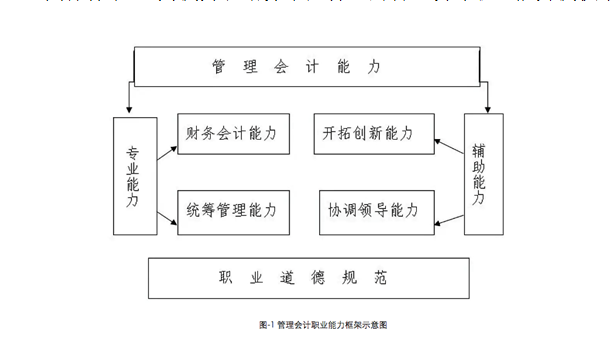 管理会计能力
专业能力
财务会计能力
开拓创新能力
辅助能力
统筹管理能力
协调领导能力
职业道德规范
图-1 管理会计职业能力框架示意图